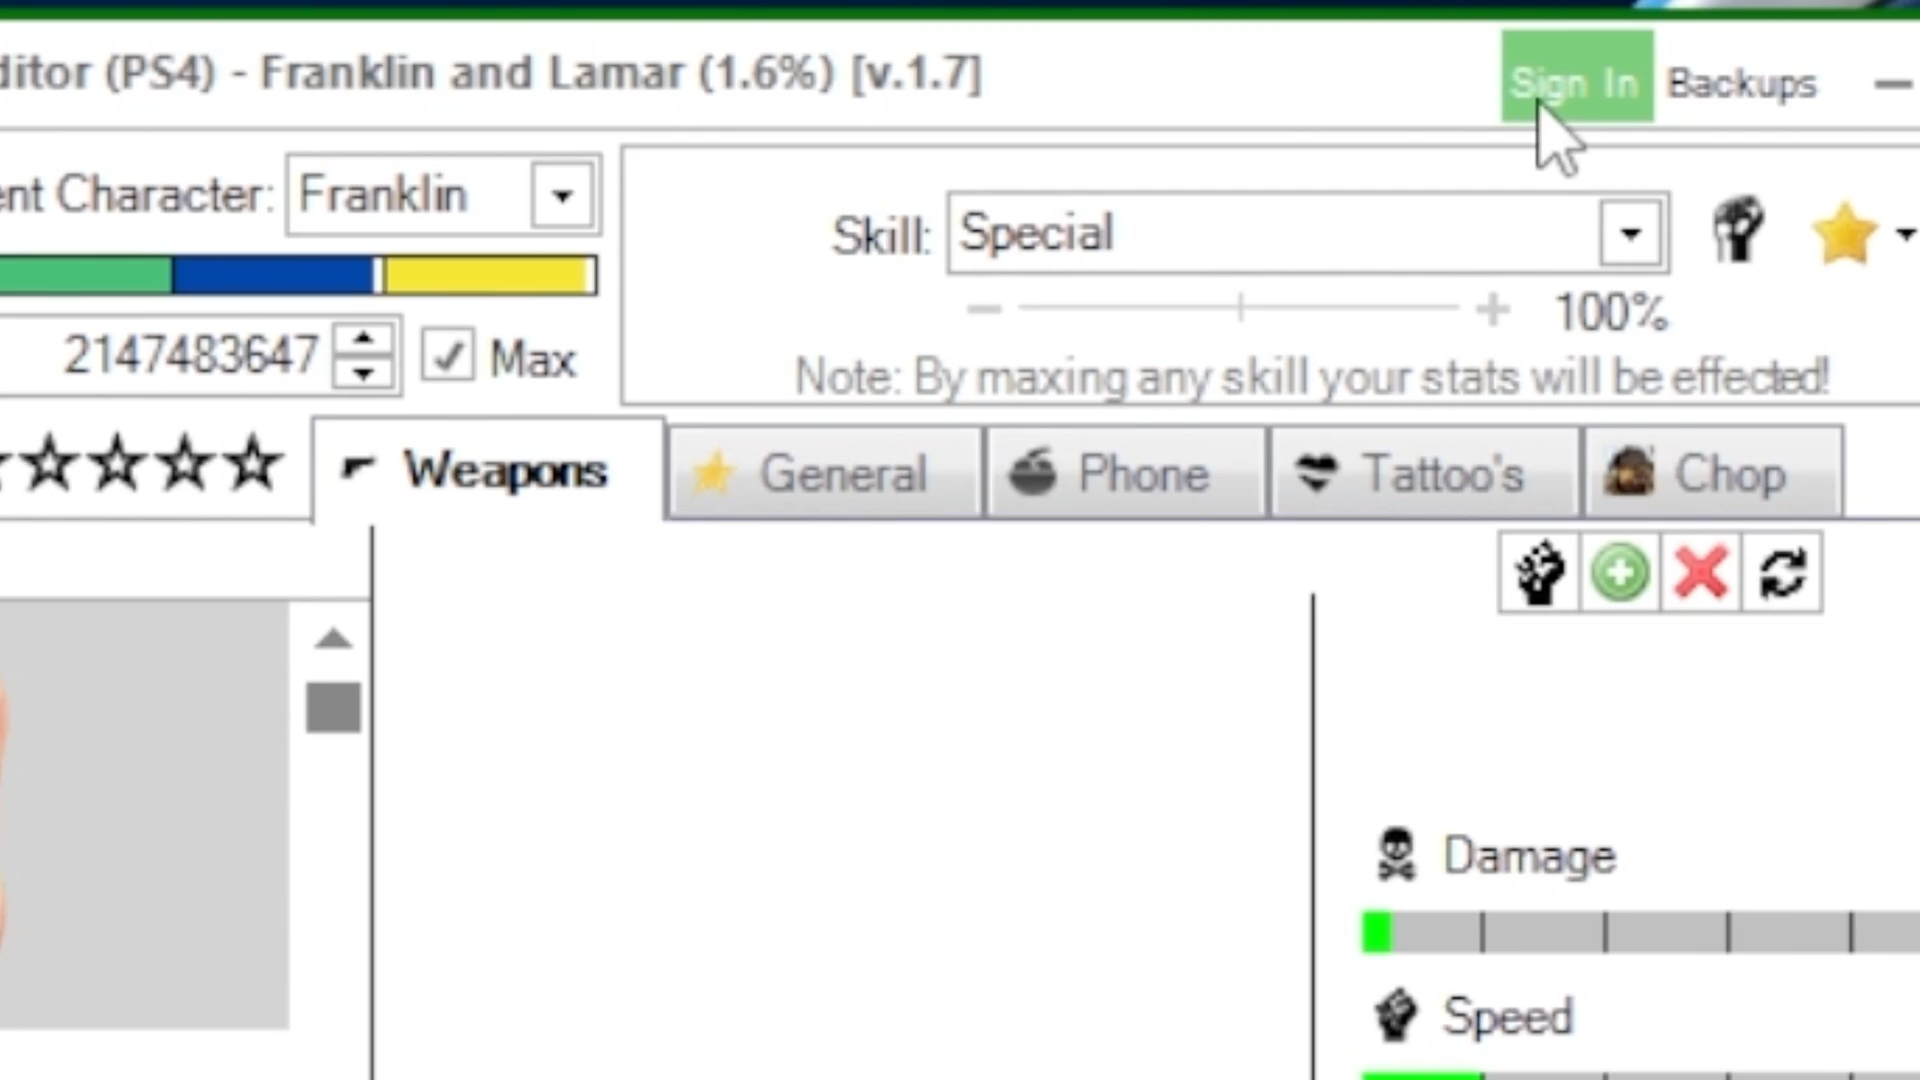 ditor (PS4) - Franklin and Lamar (1.6%) [v.1.7]
Sign In Backups
ent Character: Franklin
Skill: Special
100%
2147483647 Max
Note: By maxing any skill your stats will be effected!
Weapons General Phone Tattoo's Chop
Damage
Speed